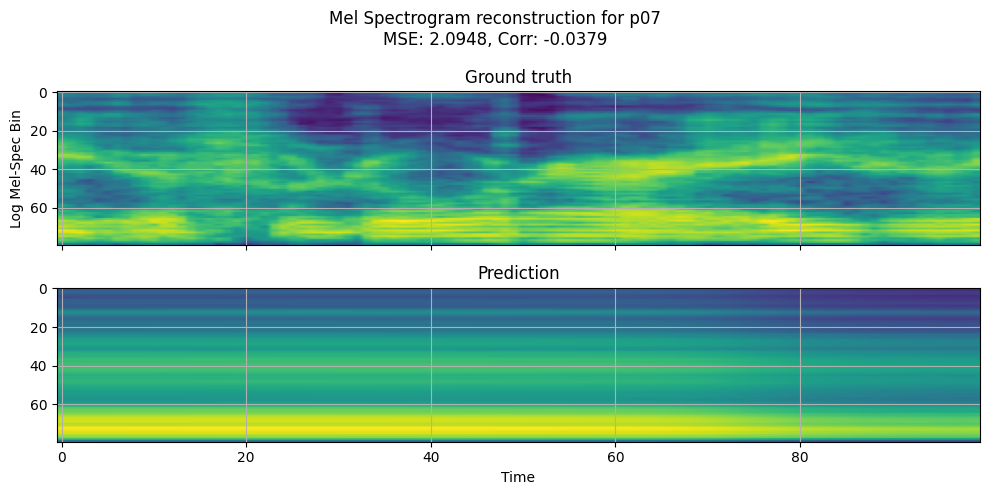 Mel Spectrogram reconstruction for p07
MSE: 2.0948, Corr: -0.0379
Ground truth
Log Mel-Spec Bin
0
20
40
60
Prediction
0
20
40
60
0 20 40 60 80
Time